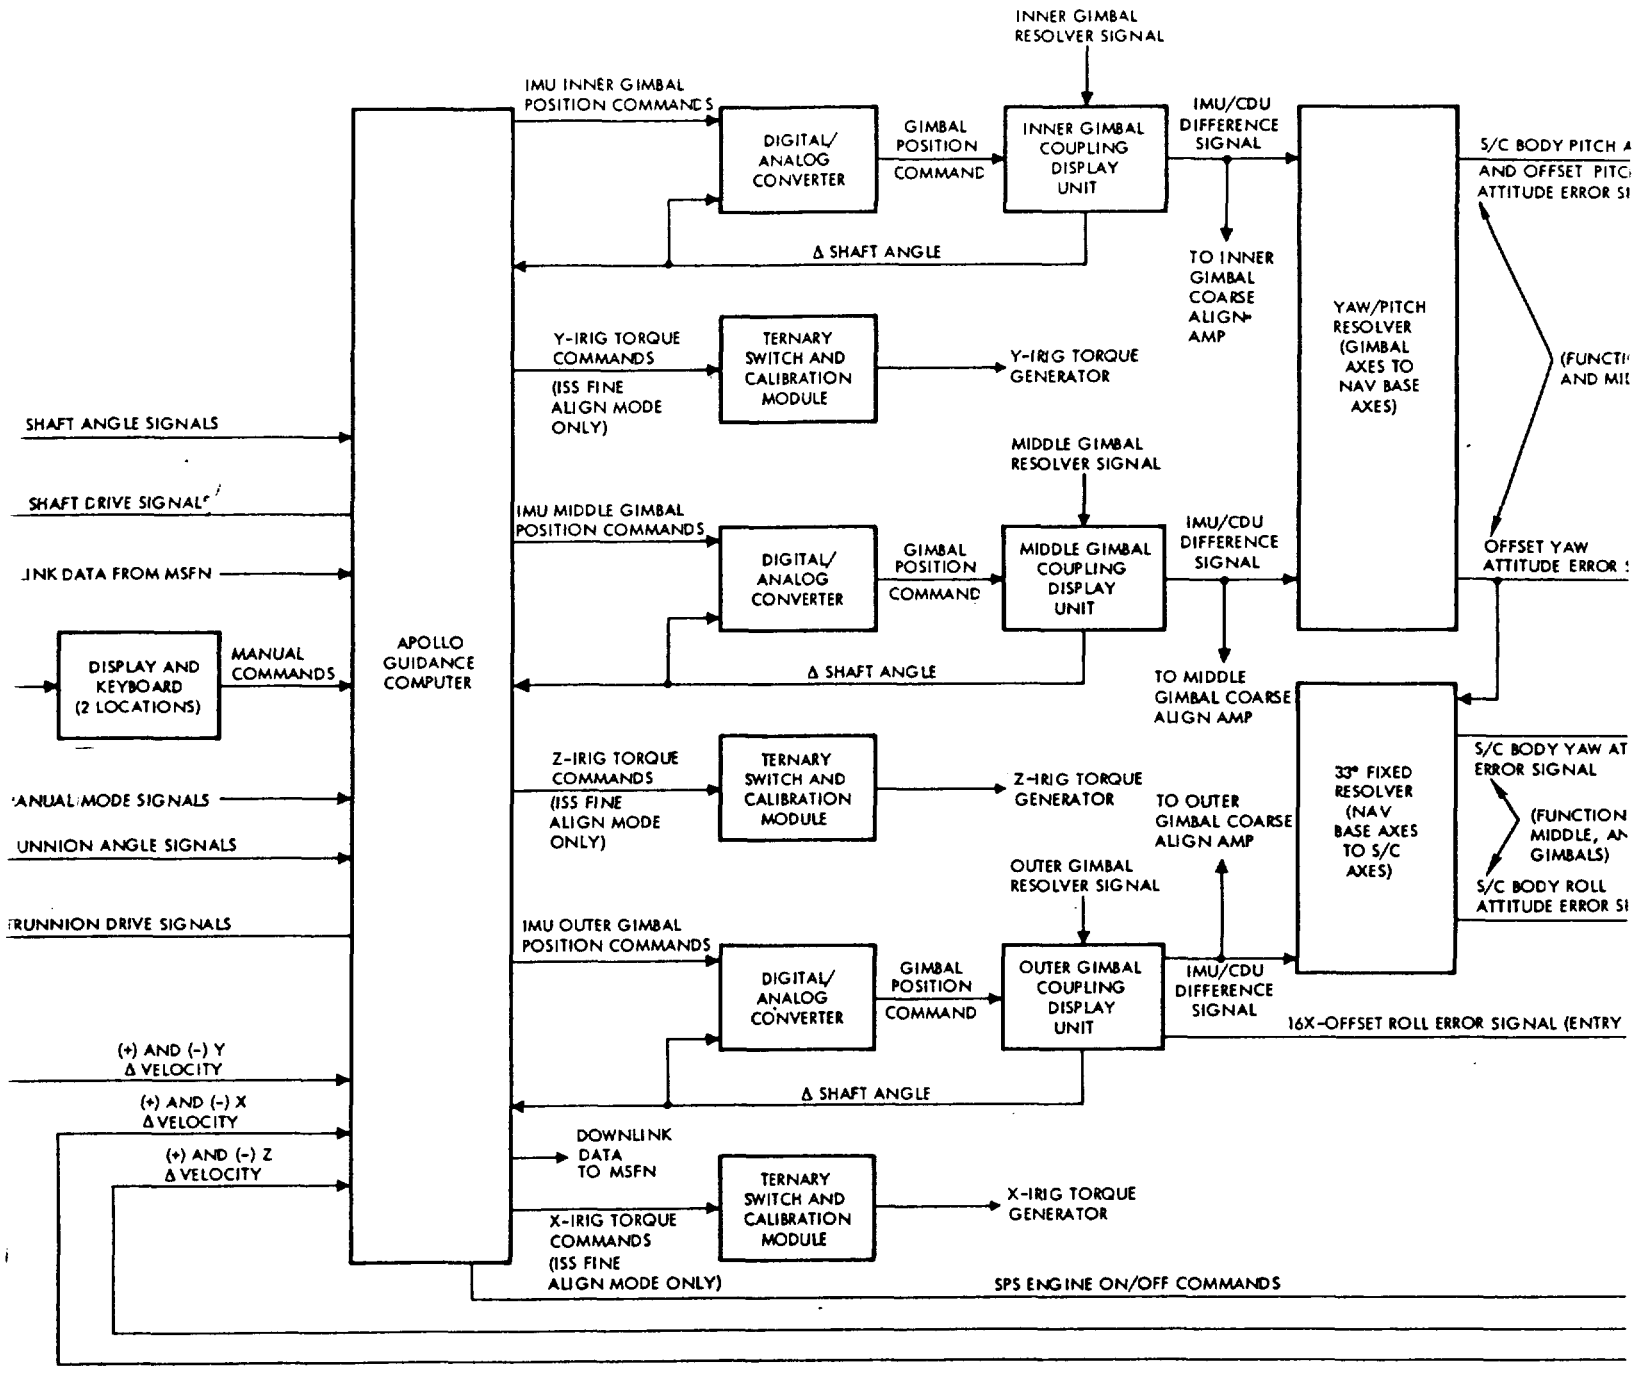 INNER GIMBAL
RESOLVER SIGNAL
IMU INNER GIMBAL
POSITION COMMANDS
DIGITAL/
ANALOG
CONVERTER
GIMBAL
POSITION
COMMAND
INNER GIMBAL
COUPLING
DISPLAY
UNIT
IMU/CDU
DIFFERENCE
SIGNAL
S/C BODY PITCH
AND OFFSET
ATTITUDE ERROR
Δ SHAFT ANGLE
TO INNER
GIMBAL
COARSE
ALIGN-
AMP
YAW/PITCH
RESOLVER
(GIMBAL
AXES TO
NAV BASE
AXES)
Y-IRIG TORQUE
COMMANDS
(ISS FINE
ALIGN MODE
ONLY)
TERNARY
SWITCH AND
CALIBRATION
MODULE
Y-IRIG TORQUE
GENERATOR
AND
SHAFT ANGLE SIGNALS
SHAFT DRIVE
MIDDLE GIMBAL
RESOLVER SIGNAL
IMU MIDDLE GIMBAL
POSITION COMMANDS
DIGITAL/
ANALOG
CONVERTER
GIMBAL
POSITION
COMMAND
MIDDLE GIMBAL
COUPLING
DISPLAY
UNIT
IMU/CDU
DIFFERENCE
SIGNAL
OFFSET YAW
ATTITUDE ERROR
DATA FROM MSFN
DISPLAY AND
KEYBOARD
(2 LOCATIONS)
MANUAL
COMMANDS
APOLLO
GUIDANCE
COMPUTER
Δ SHAFT ANGLE
TO MIDDLE
GIMBAL COARSE
ALIGN AMP
Z-IRIG TORQUE
COMMANDS
(ISS FINE
ALIGN MODE
ONLY)
TERNARY
SWITCH AND
CALIBRATION
MODULE
Z-IRIG TORQUE
GENERATOR
TO OUTER
GIMBAL COARSE
ALIGN AMP
33° FIXED
RESOLVER
(NAV
BASE AXES
TO S/C
AXES)
S/C BODY YAW
ERROR SIGNAL
(FUNCTION
MIDDLE,
GIMBALS)
S/C BODY ROLL
ATTITUDE ERROR
MODE SIGNALS
ANGLE SIGNALS
DRIVE SIGNALS
OUTER GIMBAL
RESOLVER SIGNAL
IMU OUTER GIMBAL
POSITION COMMANDS
DIGITAL/
ANALOG
CONVERTER
GIMBAL
POSITION
COMMAND
OUTER GIMBAL
COUPLING
DISPLAY
UNIT
IMU/CDU
DIFFERENCE
SIGNAL
16X-OFFSET ROLL ERROR SIGNAL (ENTRY
Δ SHAFT ANGLE
(+) AND (-) Y
Δ VELOCITY
(+) AND (-) X
Δ VELOCITY
(+) AND (-) Z
Δ VELOCITY
DOWNLINK
DATA
TO MSFN
X-IRIG TORQUE
COMMANDS
(ISS FINE
ALIGN MODE ONLY)
TERNARY
SWITCH AND
CALIBRATION
MODULE
X-IRIG TORQUE
GENERATOR
SPS ENGINE ON/OFF COMMANDS